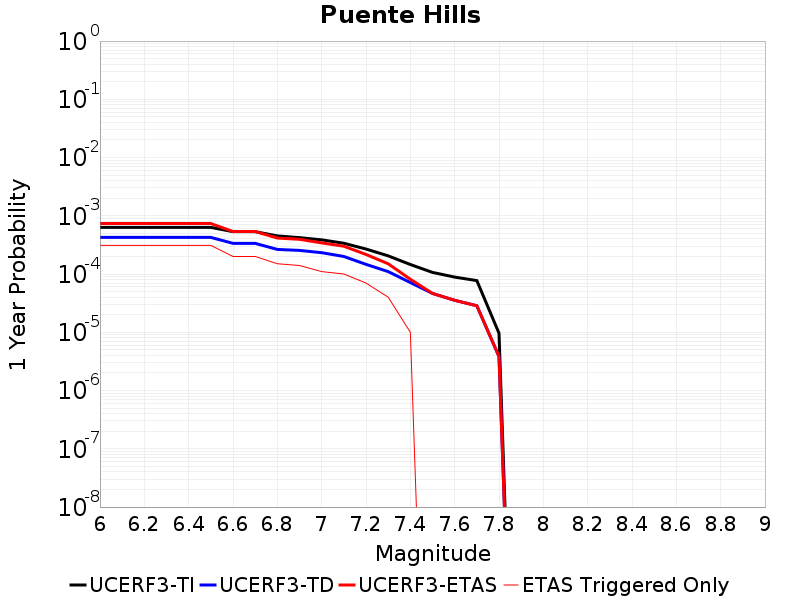 Puente Hills
1 Year Probability
10^0
10^-1
10^-2
10^-3
10^-4
10^-5
10^-6
10^-7
10^-8
6 6.2 6.4 6.6 6.8 7 7.2 7.4 7.6 7.8 8 8.2 8.4 8.6 8.8 9
Magnitude
UCERF3-TI UCERF3-TD UCERF3-ETAS ETAS Triggered Only